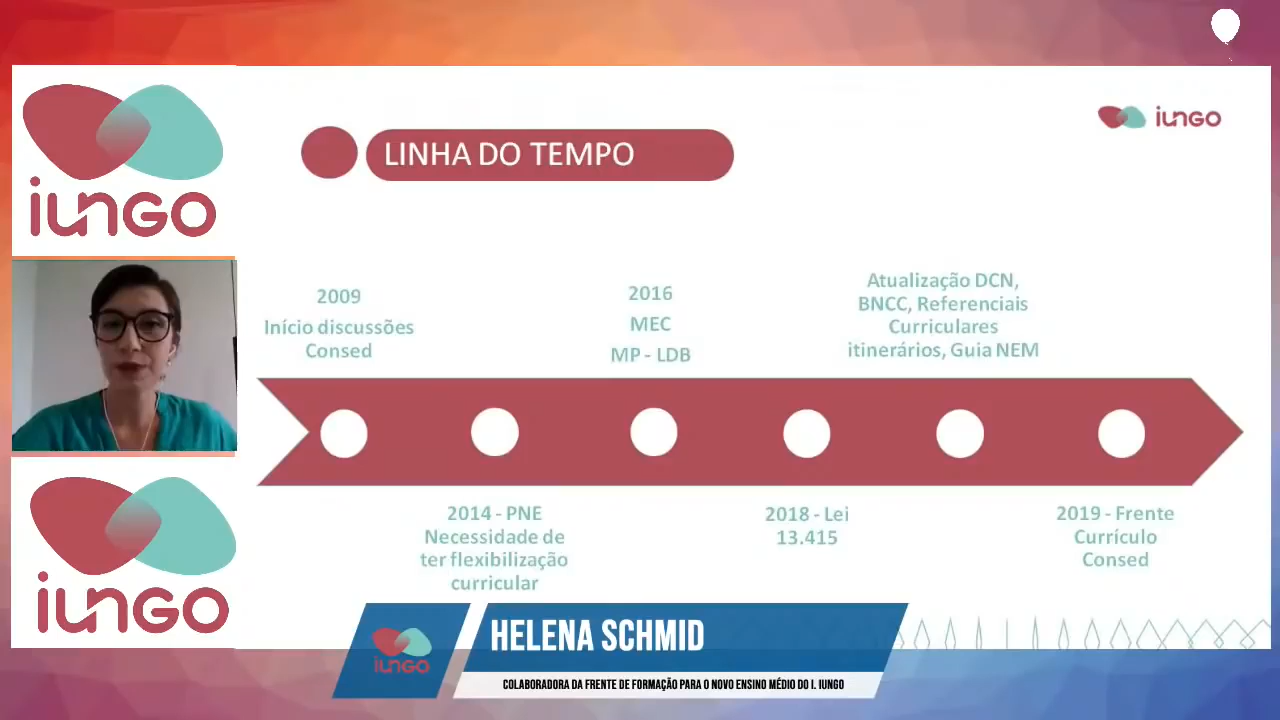 iunGO
LINHA DO TEMPO
iunGO
2009
Início discussões
Consed
2016
MEC
MP - LDB
Atualização DCN,
BNCC, Referenciais
Curriculares
itinerários, Guia NEM
2014 - PNE
Necessidade de
ter flexibilização
curricular
2018 - Lei
13.415
2019 - Frente
Currículo
Consed
iunGO
iunGO
HELENA SCHMID
COLABORADORA DA FRENTE DE FORMAÇÃO PARA O NOVO ENSINO MÉDIO DO I. IUNGO